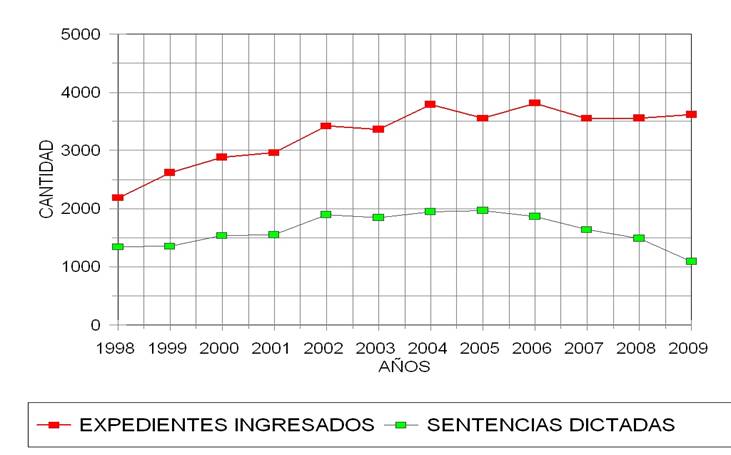 5000
4000
3000
2000
1000
0
CANTIDAD
1998 1999 2000 2001 2002 2003 2004 2005 2006 2007 2008 2009
AÑOS
EXPEDIENTES INGRESADOS SENTENCIAS DICTADAS